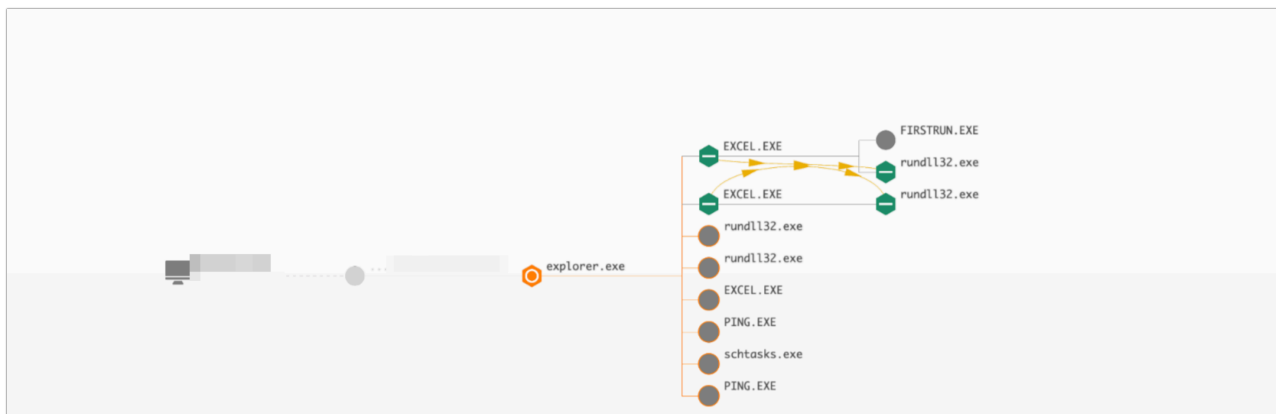 FIRSTRUN.EXE
EXCEL.EXE
rundll32.exe
EXCEL.EXE
rundll32.exe
rundll32.exe
rundll32.exe
explorer.exe
EXCEL.EXE
PING.EXE
schtasks.exe
PING.EXE